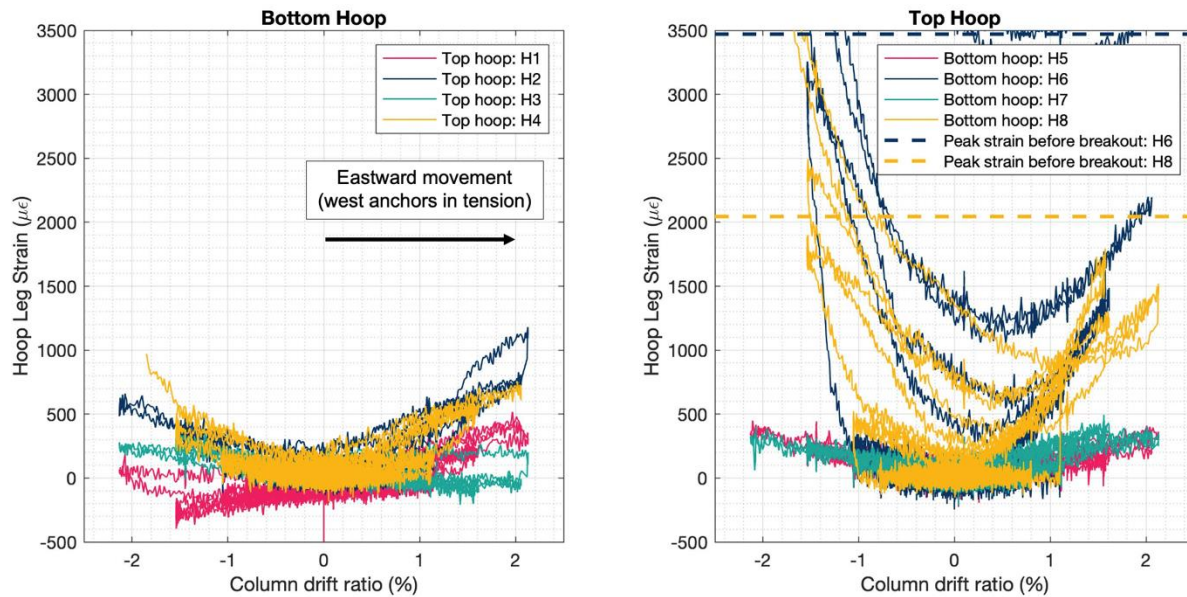 Bottom Hoop
3500
3000
2500
2000
1500
1000
500
0
-500
Hoop Leg Strain (με)
Top hoop: H1
Top hoop: H2
Top hoop: H3
Top hoop: H4
Eastward movement
(west anchors in tension)
-2
-1
0
1
2
Column drift ratio (%)
Top Hoop
3500
3000
2500
2000
1500
1000
500
0
-500
Hoop Leg Strain (με)
Bottom hoop: H5
Bottom hoop: H6
Bottom hoop: H7
Bottom hoop: H8
Peak strain before breakout: H6
Peak strain before breakout: H8
-2
-1
0
1
2
Column drift ratio (%)